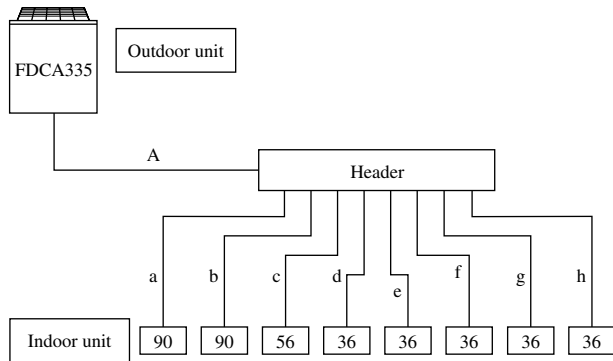 Outdoor unit
FDCA335
A
Header
a
b
c
d
e
f
g
h
Indoor unit
90
90
56
36
36
36
36
36